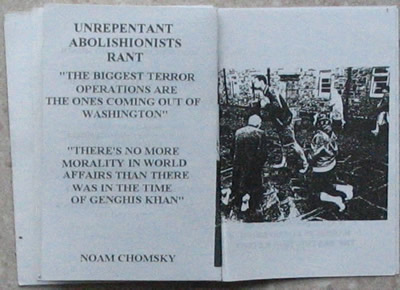 UNREPENTANT
ABOLISHIONISTS
RANT
"THE BIGGEST TERROR
OPERATIONS ARE
THE ONES COMING OUT OF
WASHINGTON"
"THERE'S NO MORE
MORALITY IN WORLD
AFFAIRS THAN THERE
WAS IN THE TIME
OF GENGHIS KHAN"
NOAM CHOMSKY